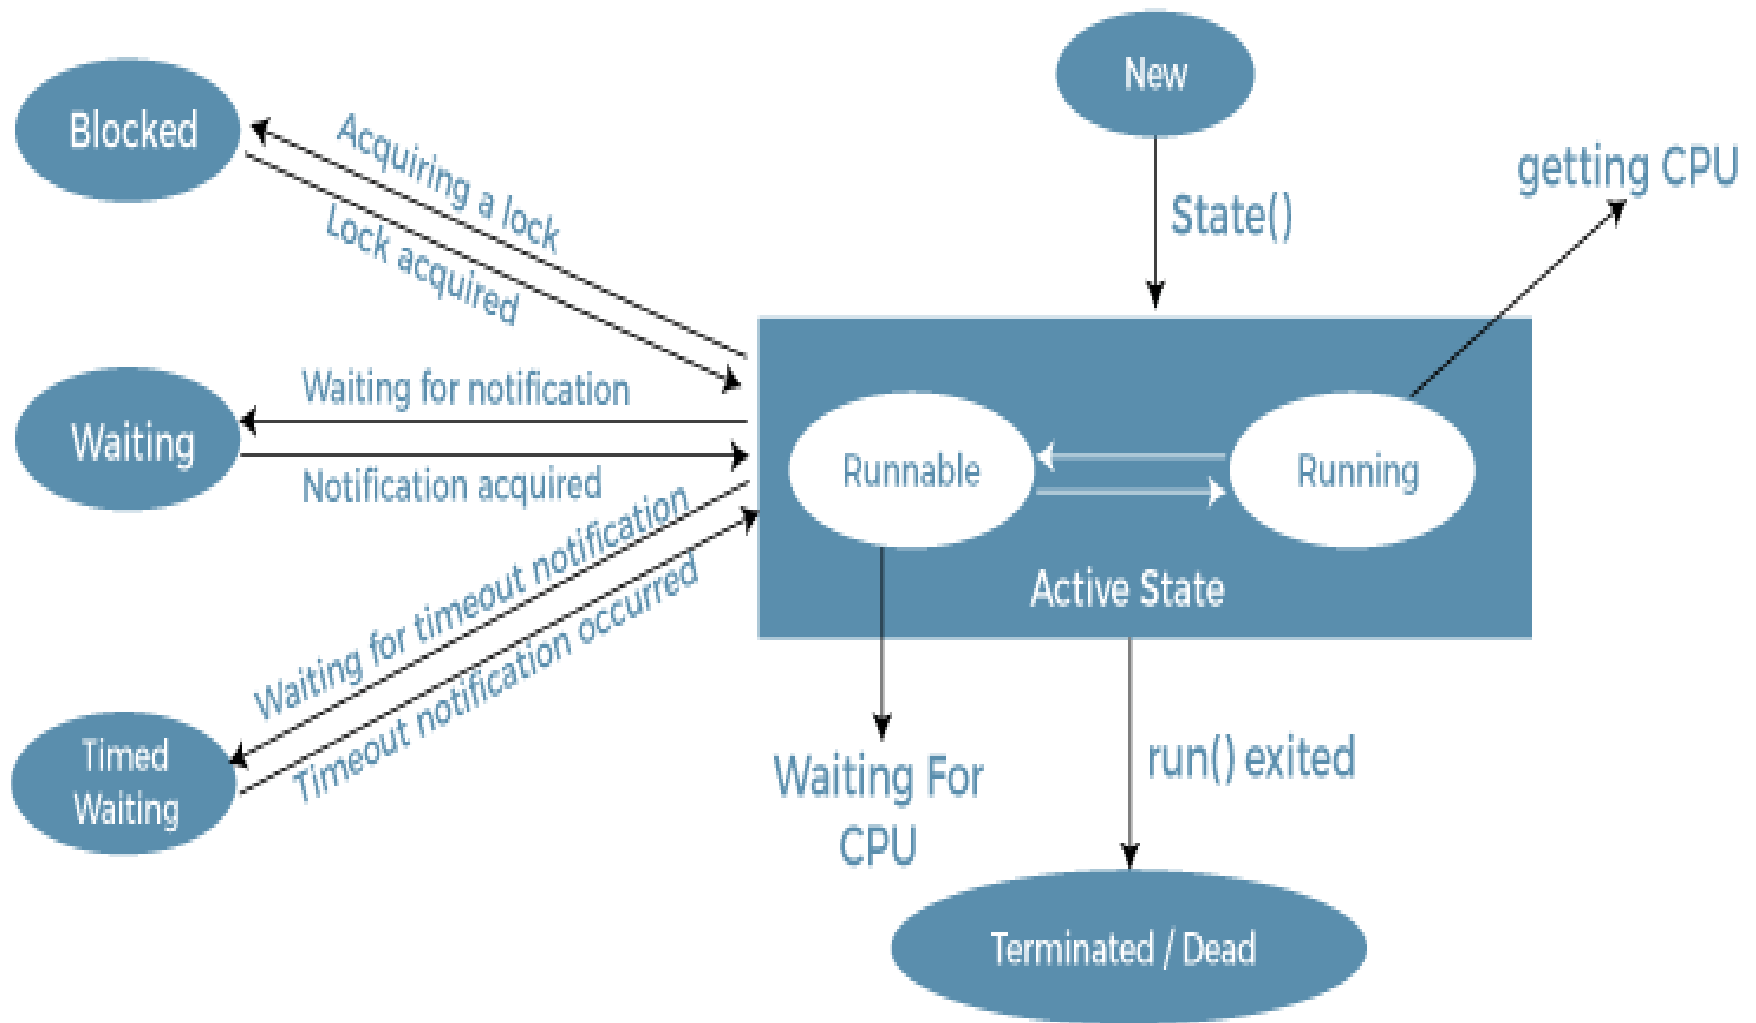 New
Blocked
Acquiring a lock
getting CPU
State()
Lock acquired
Waiting for notification
Waiting
Runnable
Running
Notification acquired
Active State
Waiting for timeout notification
Timeout notification occurred
Timed
Waiting
Waiting For
CPU
run() exited
Terminated / Dead